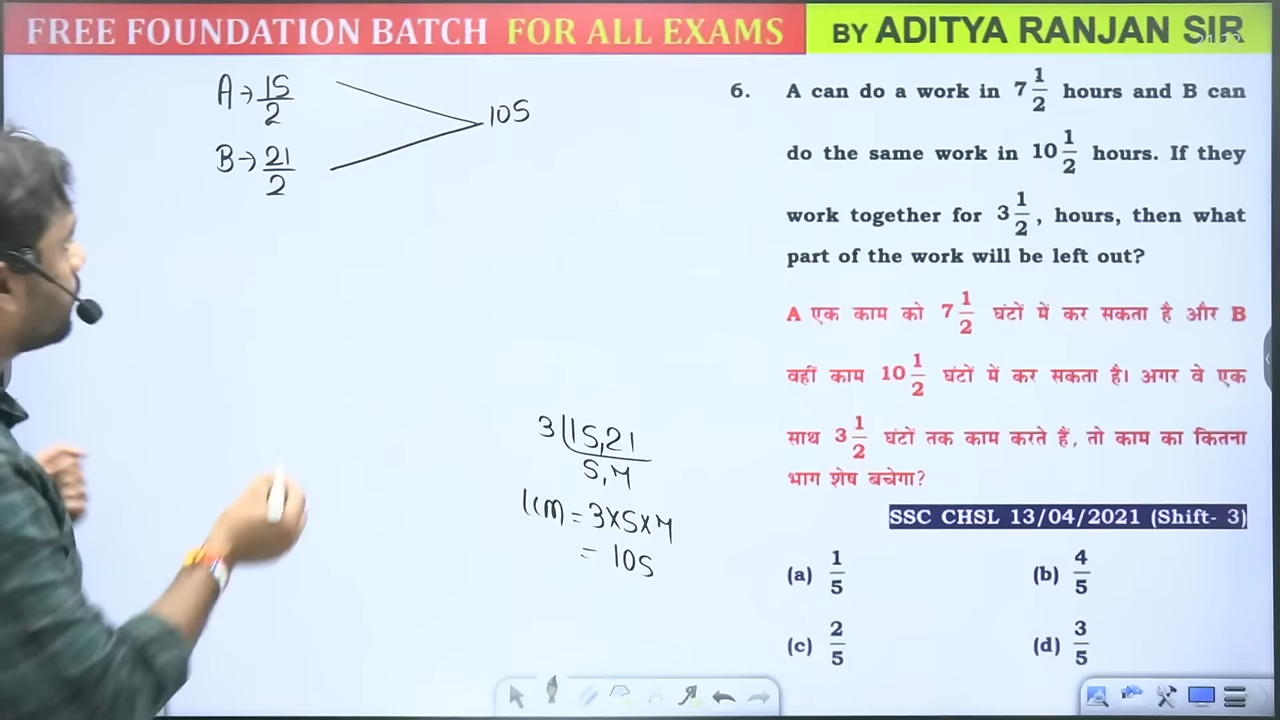 FREE FOUNDATION BATCH FOR ALL EXAMS
BY ADITYA RANJAN SIR
A → 15/2
B → 21/2
105
3 | 15,21
5,7
LCM = 3×5×7
= 105
6. A can do a work in 7 1/2 hours and B can
do the same work in 10 1/2 hours. If they
work together for 3 1/2, hours, then what
part of the work will be left out?
A एक काम को 7 1/2 घंटों में कर सकता है और B
वहीं काम 10 1/2 घंटों में कर सकता है। अगर वे एक
साथ 3 1/2 घंटों तक काम करते हैं, तो काम का कितना
भाग शेष बचेगा?
SSC CHSL 13/04/2021 (Shift- 3)
(a) 1/5 (b) 4/5
(c) 2/5 (d) 3/5